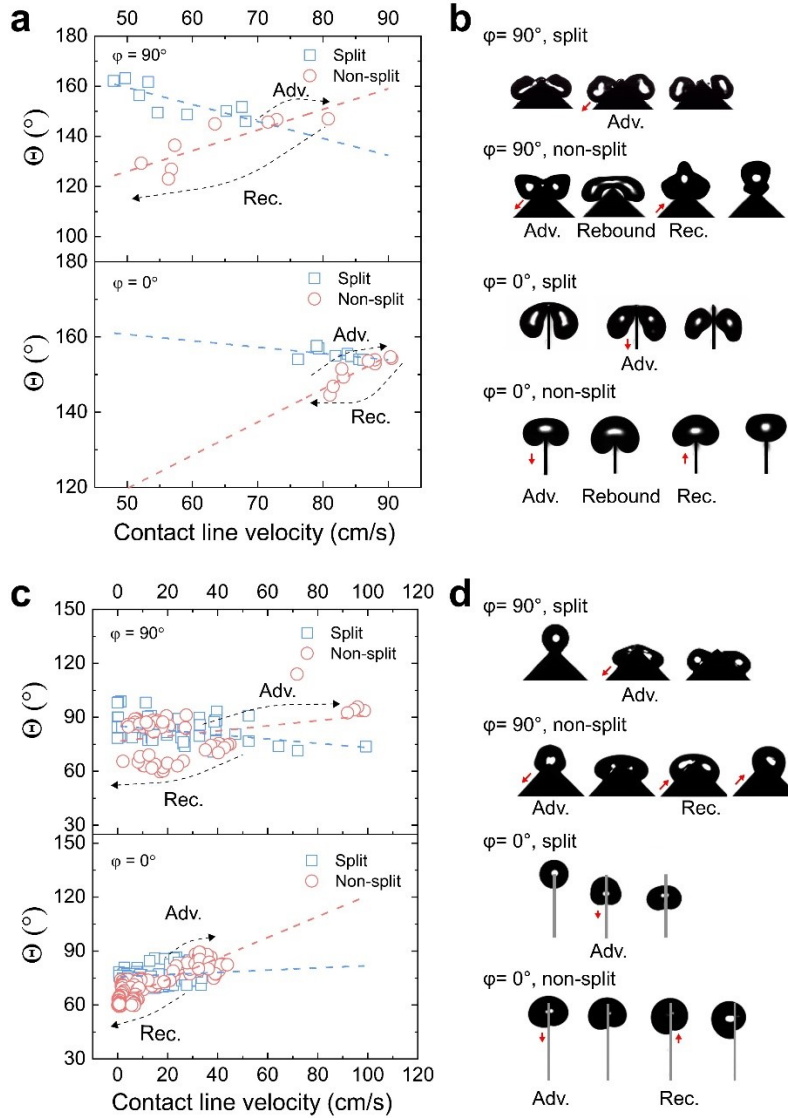 a
50 60 70 80 90
φ = 90°
Split
Non-split
Adv.
Rec.
Θ (°)
180
160
140
120
100
180
φ = 0°
Split
Non-split
Adv.
Rec.
Θ (°)
160
140
120
50 60 70 80 90
Contact line velocity (cm/s)
b
φ= 90°, split
Adv.
φ= 90°, non-split
Adv. Rebound Rec.
φ= 0°, split
Adv.
φ= 0°, non-split
Adv. Rebound Rec.
c
0 20 40 60 80 100 120
φ = 90°
Split
Non-split
Adv.
Rec.
Θ (°)
150
120
90
60
30
φ = 0°
Split
Non-split
Adv.
Rec.
Θ (°)
120
90
60
30
0 20 40 60 80 100 120
Contact line velocity (cm/s)
d
φ= 90°, split
Adv.
φ= 90°, non-split
Adv. Rec.
φ= 0°, split
Adv.
φ= 0°, non-split
Adv. Rec.